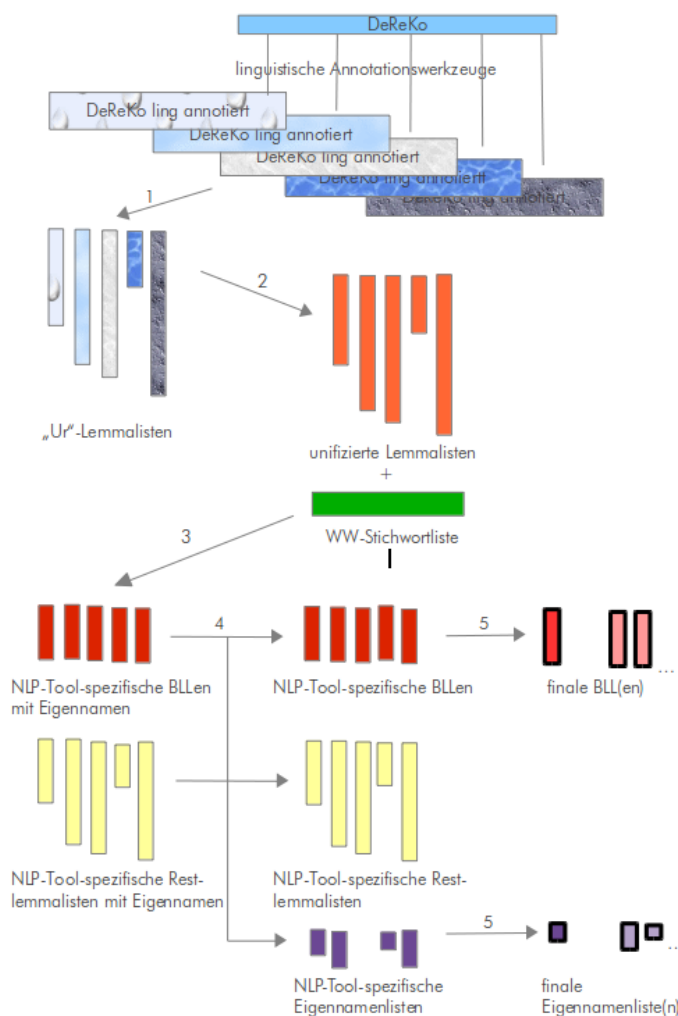 DeReKo
linguistische Annotationswerkzeuge
DeReKo ling annotiert
DeReKo ling annotiert
DeReKo ling annotiert
DeReKo ling annotiert
DeReKo ling annotiert
1
2
„Ur“-Lemmalisten
unifizierte Lemmalisten
+
WW-Stichwortliste
3
4
5
NLP-Tool-spezifische BLLen
mit Eigennamen
NLP-Tool-spezifische BLLen
finale BLL(en)
...
NLP-Tool-spezifische Rest-
lemmalisten mit Eigennamen
NLP-Tool-spezifische Rest-
lemmalisten
5
NLP-Tool-spezifische
Eigennamenlisten
finale
Eigennamenliste(n)
...